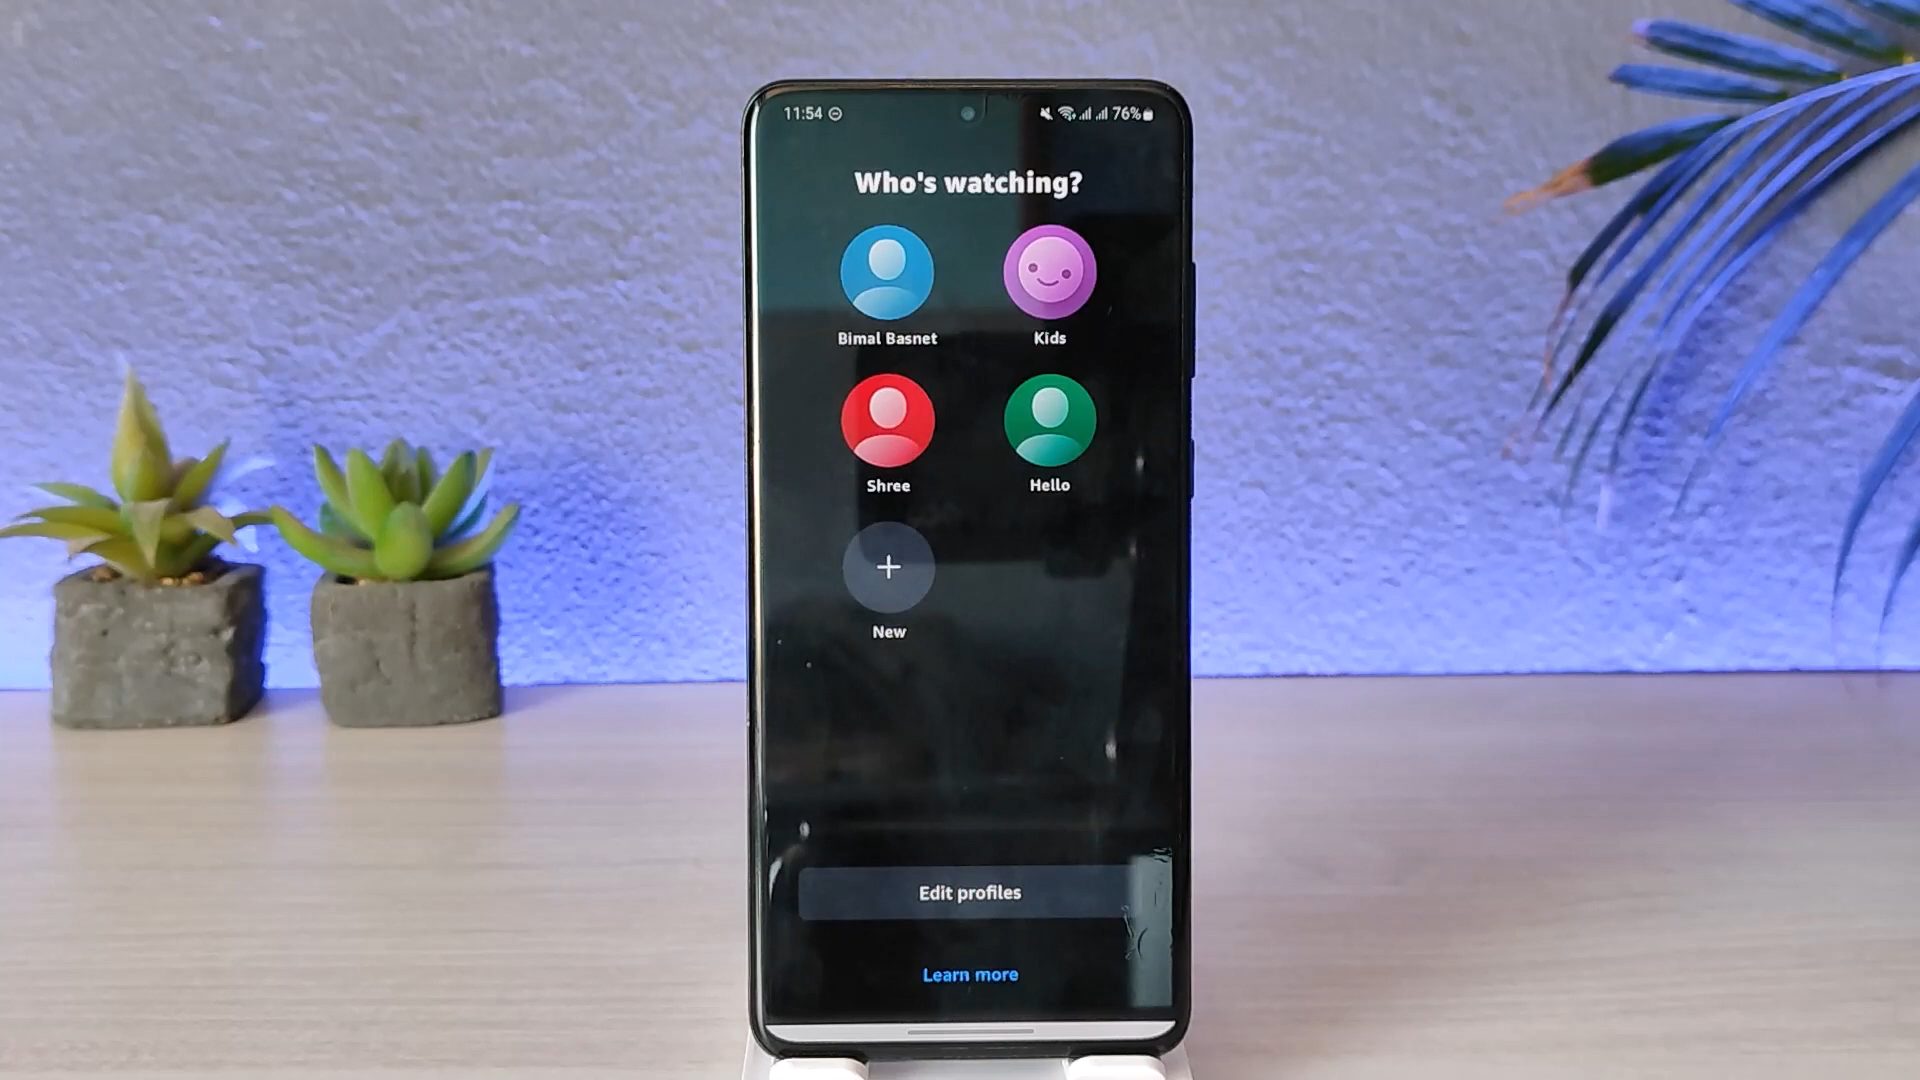 11:54
76%
Who's watching?
Bimal Basnet
Kids
Shree
Hello
New
Edit profiles
Learn more